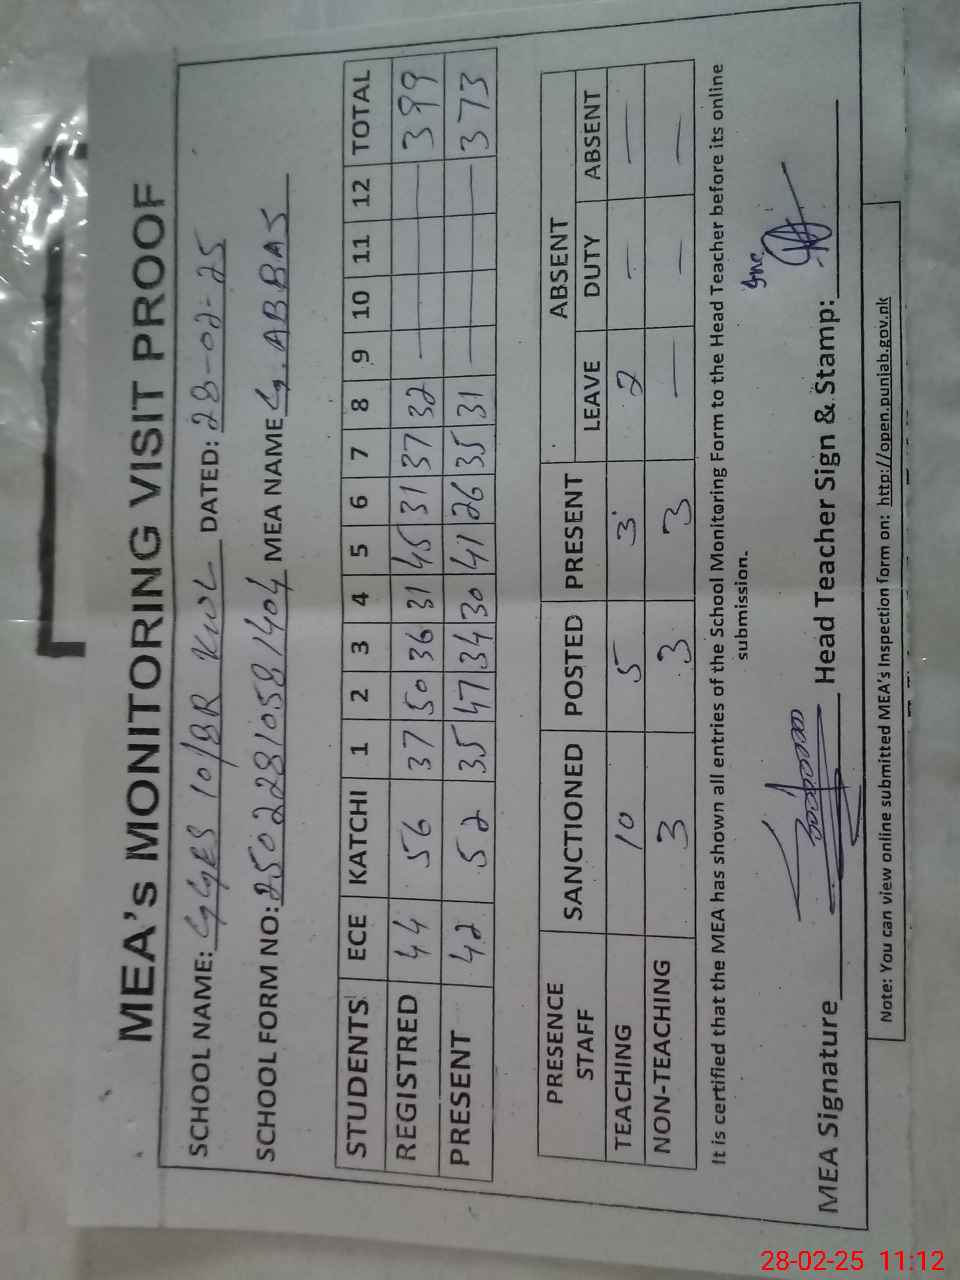 MEA's MONITORING VISIT PROOF
SCHOOL NAME: GGES 10/BR KWL DATED: 28-02-25
SCHOOL FORM NO: 25022810581404 MEA NAME G. ABBAS
STUDENTS ECE KATCHI 1 2 3 4 5 6 7 8 9 10 11 12 TOTAL
REGISTRED 44 56 37 50 36 31 45 31 37 32 — — — — 399
PRESENT 42 52 35 47 34 30 41 26 35 31 — — — — 373
PRESENCE STAFF SANCTIONED POSTED PRESENT ABSENT
LEAVE DUTY ABSENT
TEACHING 10 5 3 2 — —
NON-TEACHING 3 3 3 — — —
It is certified that the MEA has shown all entries of the School Monitoring Form to the Head Teacher before its online
submission.
MEA Signature Head Teacher Sign & Stamp:
Note: You can view online submitted MEA's Inspection form on: http://open.punjab.gov.pk
28-02-25 11:12